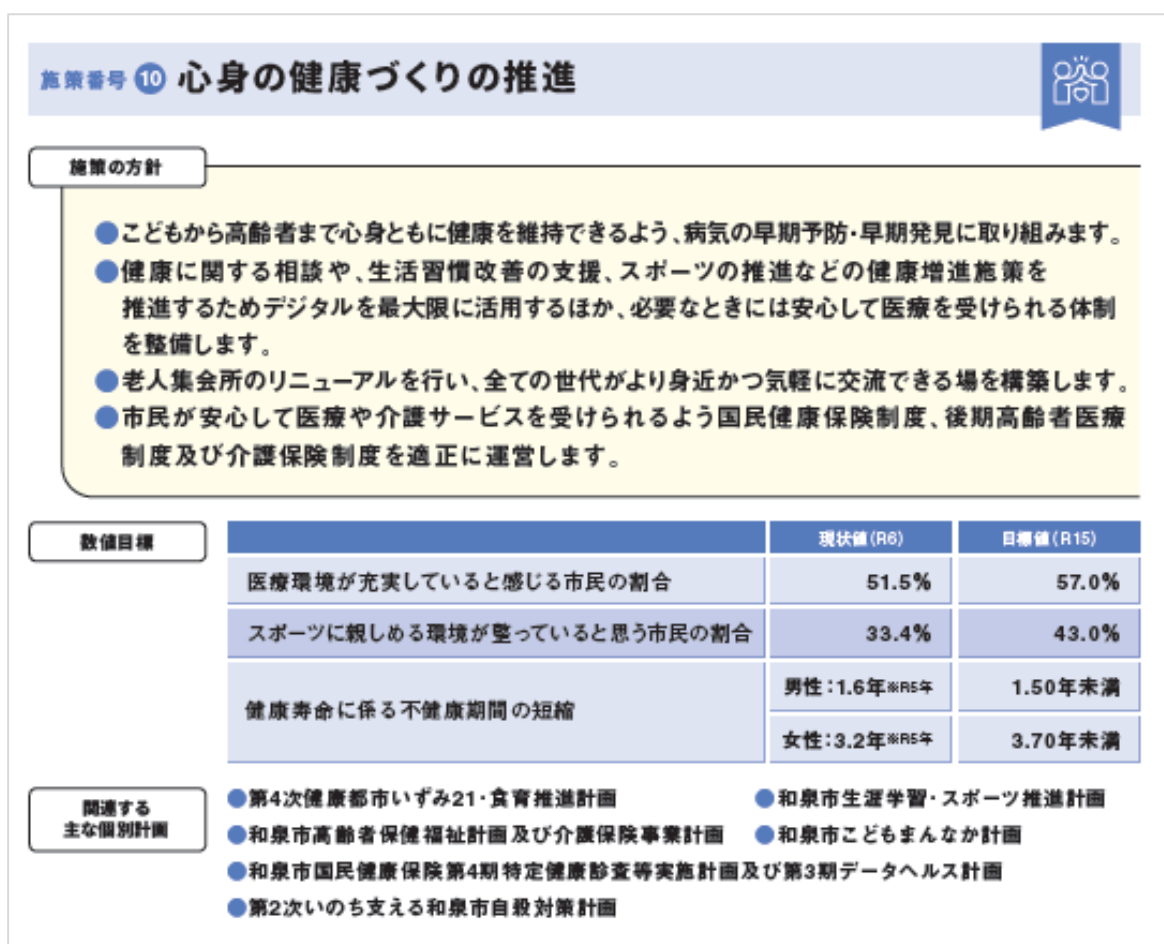 施策番号 10 心身の健康づくりの推進
施策の方針
●こどもから高齢者まで心身ともに健康を維持できるよう、病気の早期予防・早期発見に取り組みます。
●健康に関する相談や、生活習慣改善の支援、スポーツの推進などの健康増進施策を
推進するためデジタルを最大限に活用するほか、必要なときには安心して医療を受けられる体制
を整備します。
●老人集会所のリニューアルを行い、全ての世代がより身近かつ気軽に交流できる場を構築します。
●市民が安心して医療や介護サービスを受けられるよう国民健康保険制度、後期高齢者医療
制度及び介護保険制度を適正に運営します。
数値目標
現状値(R6) 目標値(R15)
医療環境が充実していると感じる市民の割合 51.5% 57.0%
スポーツに親しめる環境が整っていると思う市民の割合 33.4% 43.0%
健康寿命に係る不健康期間の短縮
男性:1.6年※R5年 1.50年未満
女性:3.2年※R5年 3.70年未満
関連する
主な個別計画
●第4次健康都市いずみ21・食育推進計画 ●和泉市生涯学習・スポーツ推進計画
●和泉市高齢者保健福祉計画及び介護保険事業計画 ●和泉市こどもまんなか計画
●和泉市国民健康保険第4期特定健康診査等実施計画及び第3期データヘルス計画
●第2次いのち支える和泉市自殺対策計画